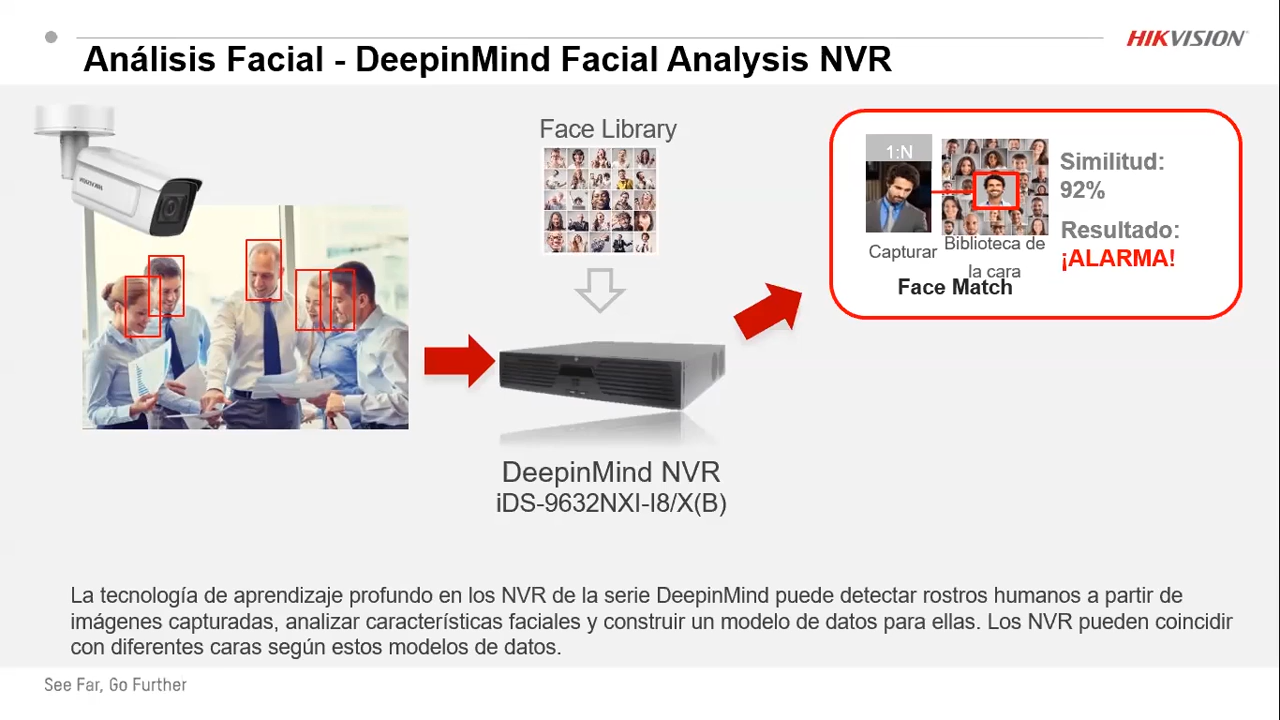 HIKVISION
Análisis Facial - DeepinMind Facial Analysis NVR
Face Library
1:N
Similitud:
92%
Resultado:
¡ALARMA!
Capturar
Biblioteca de
la cara
Face Match
DeepinMind NVR
iDS-9632NXI-I8/X(B)
La tecnología de aprendizaje profundo en los NVR de la serie DeepinMind puede detectar rostros humanos a partir de
imágenes capturadas, analizar características faciales y construir un modelo de datos para ellas. Los NVR pueden coincidir
con diferentes caras según estos modelos de datos.
See Far, Go Further